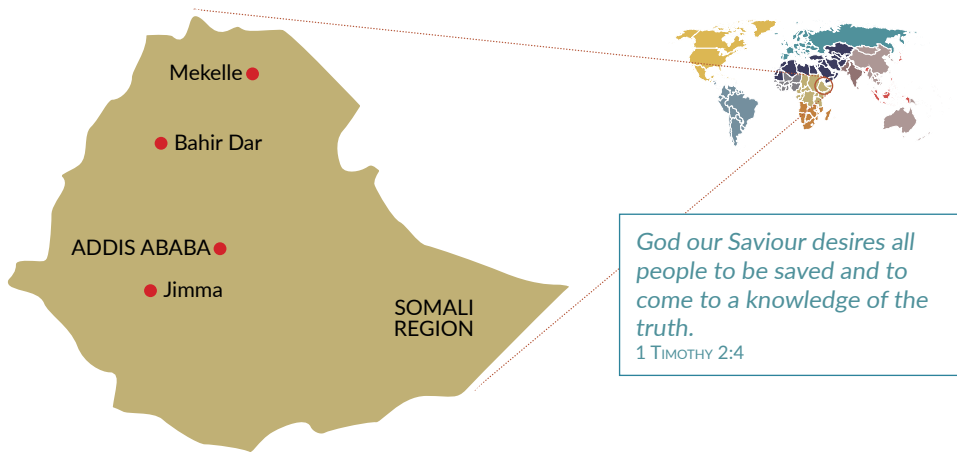 Mekelle
Bahir Dar
ADDIS ABABA
Jimma
SOMALI
REGION
God our Saviour desires all
people to be saved and to
come to a knowledge of the
truth.
1 Timothy 2:4